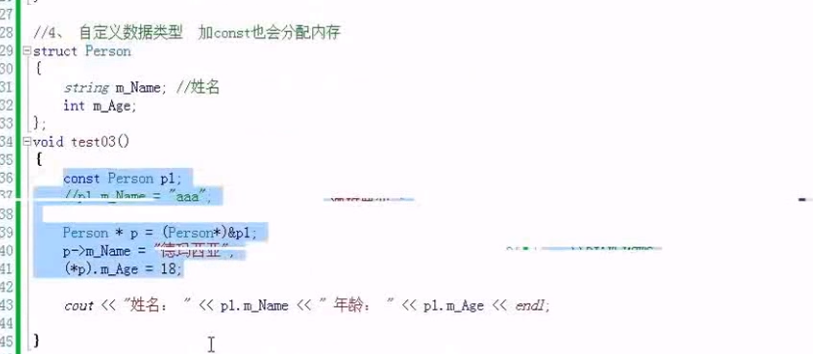 27
28 //4、 自定义数据类型 加const也会分配内存
29 struct Person
30 {
31 string m_Name; //姓名
32 int m_Age;
33 };
34 void test03()
35 {
36 const Person p1;
37 //p1.m_Name = "aaa";
38
39 Person * p = (Person*)&p1;
40 p->m_Name = "德玛西亚";
41 (*p).m_Age = 18;
42
43 cout << "姓名: " << p1.m_Name << " 年龄: " << p1.m_Age << endl;
44
45 }